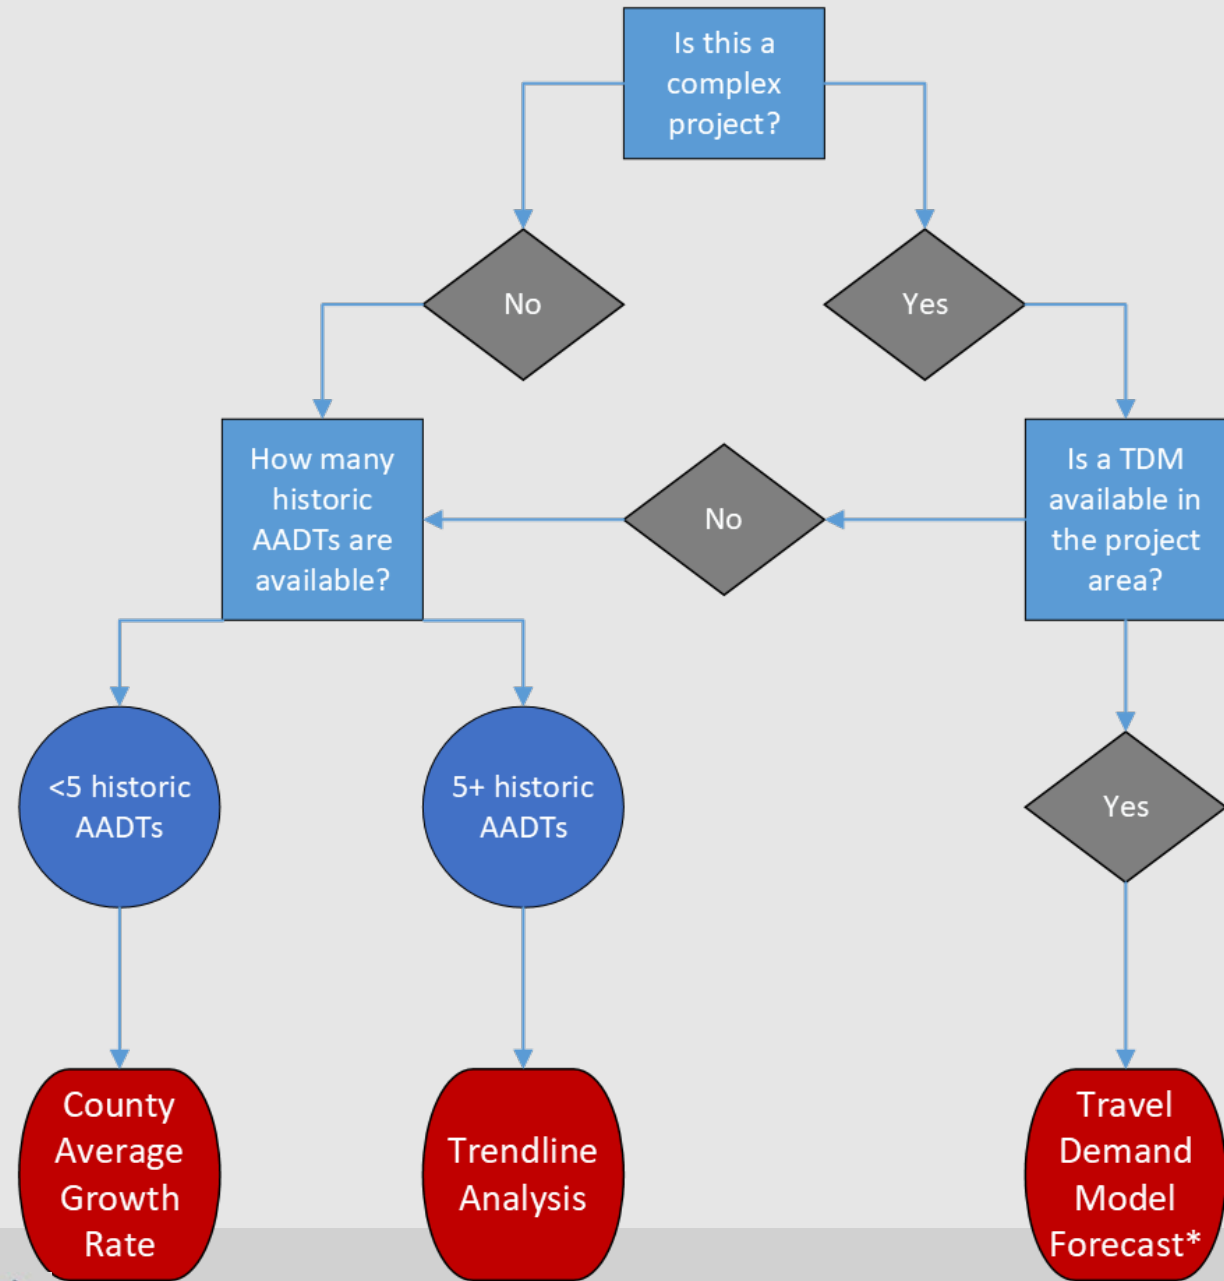 Is this a
complex
project?
No
Yes
How many
historic
AADTs are
available?
No
Is a TDM
available in
the project
area?
<5 historic
AADTs
5+ historic
AADTs
Yes
County
Average
Growth
Rate
Trendline
Analysis
Travel
Demand
Model
Forecast*